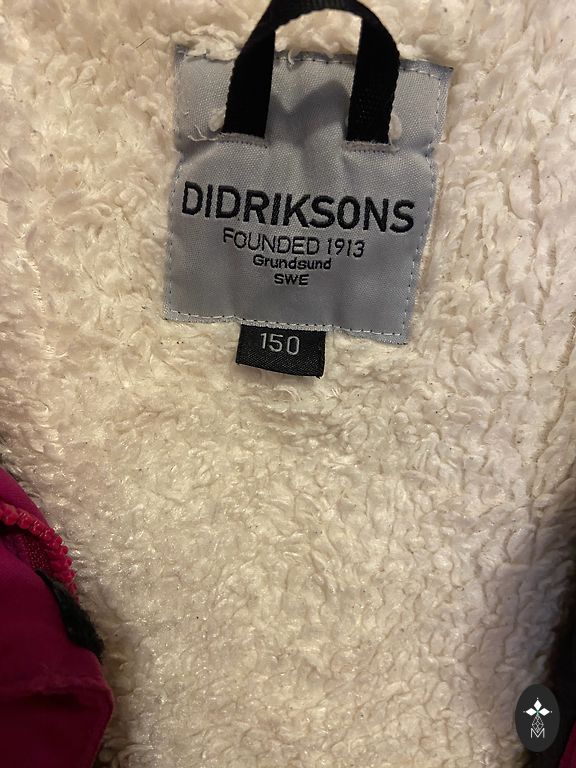 DIDRIKSONS
FOUNDED 1913
Grundsund
SWE
150